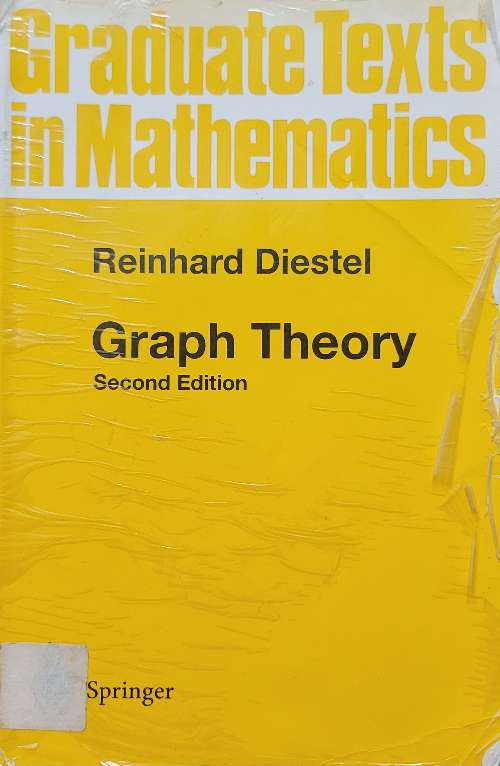 Graduate Texts
in Mathematics
Reinhard Diestel
Graph Theory
Second Edition
Springer